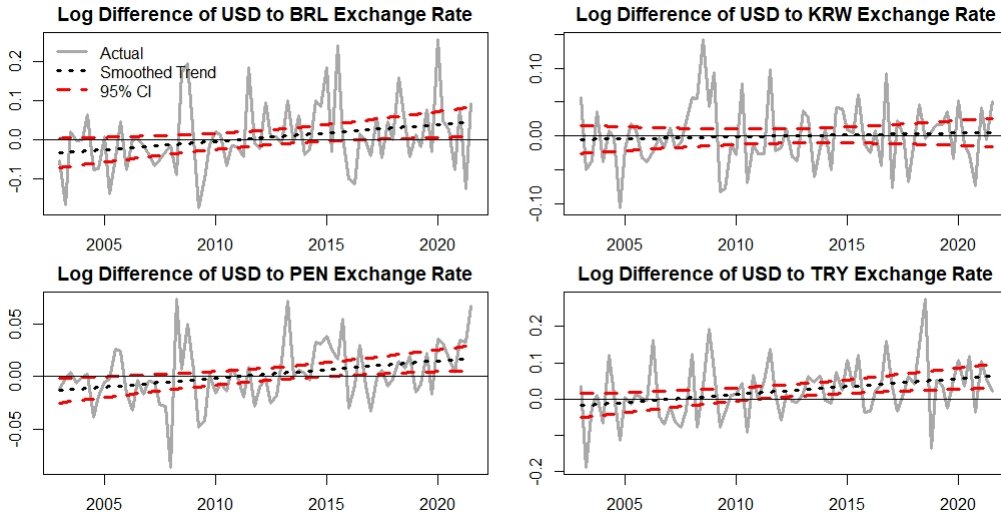 Log Difference of USD to BRL Exchange Rate
0.2
0.1
0.0
-0.1
Actual
Smoothed Trend
95% CI
2005 2010 2015 2020
Log Difference of USD to KRW Exchange Rate
0.10
0.00
-0.10
2005 2010 2015 2020
Log Difference of USD to PEN Exchange Rate
0.05
0.00
-0.05
2005 2010 2015 2020
Log Difference of USD to TRY Exchange Rate
0.2
0.1
0.0
-0.2
2005 2010 2015 2020